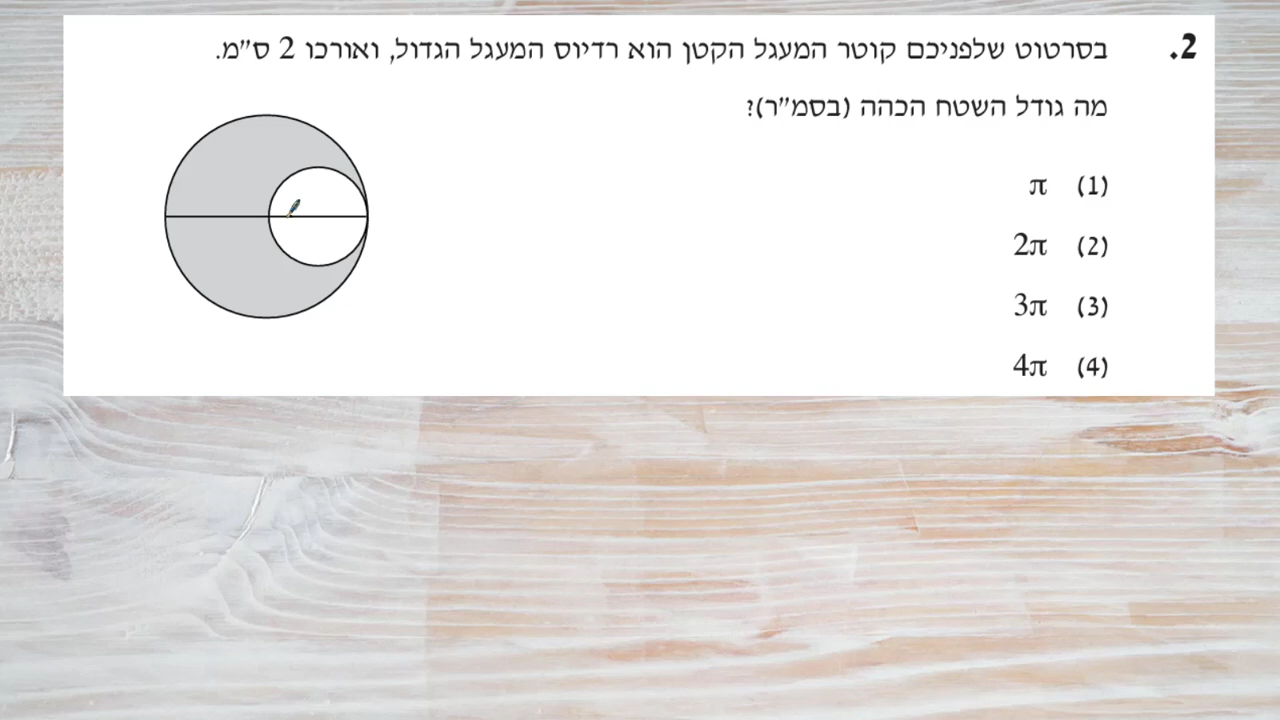 2. בסרטוט שלפניכם קוטר המעגל הקטן הוא רדיוס המעגל הגדול, ואורכו 2 ס"מ.
מה גודל השטח הכהה (בסמ"ר)?
(1) π
(2) 2π
(3) 3π
(4) 4π